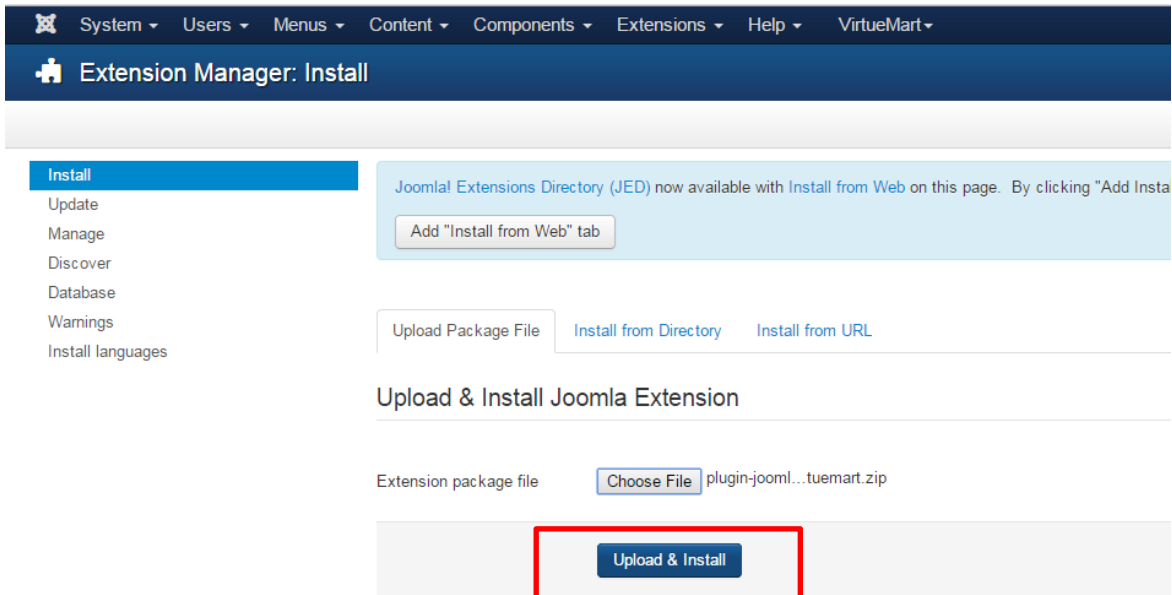 System Users Menus Content Components Extensions Help VirtueMart
Extension Manager: Install
Install
Update
Manage
Discover
Database
Warnings
Install languages
Joomla! Extensions Directory (JED) now available with Install from Web on this page. By clicking "Add Insta
Add "Install from Web" tab
Upload Package File Install from Directory Install from URL
Upload & Install Joomla Extension
Extension package file Choose File plugin-jooml...tuemart.zip
Upload & Install